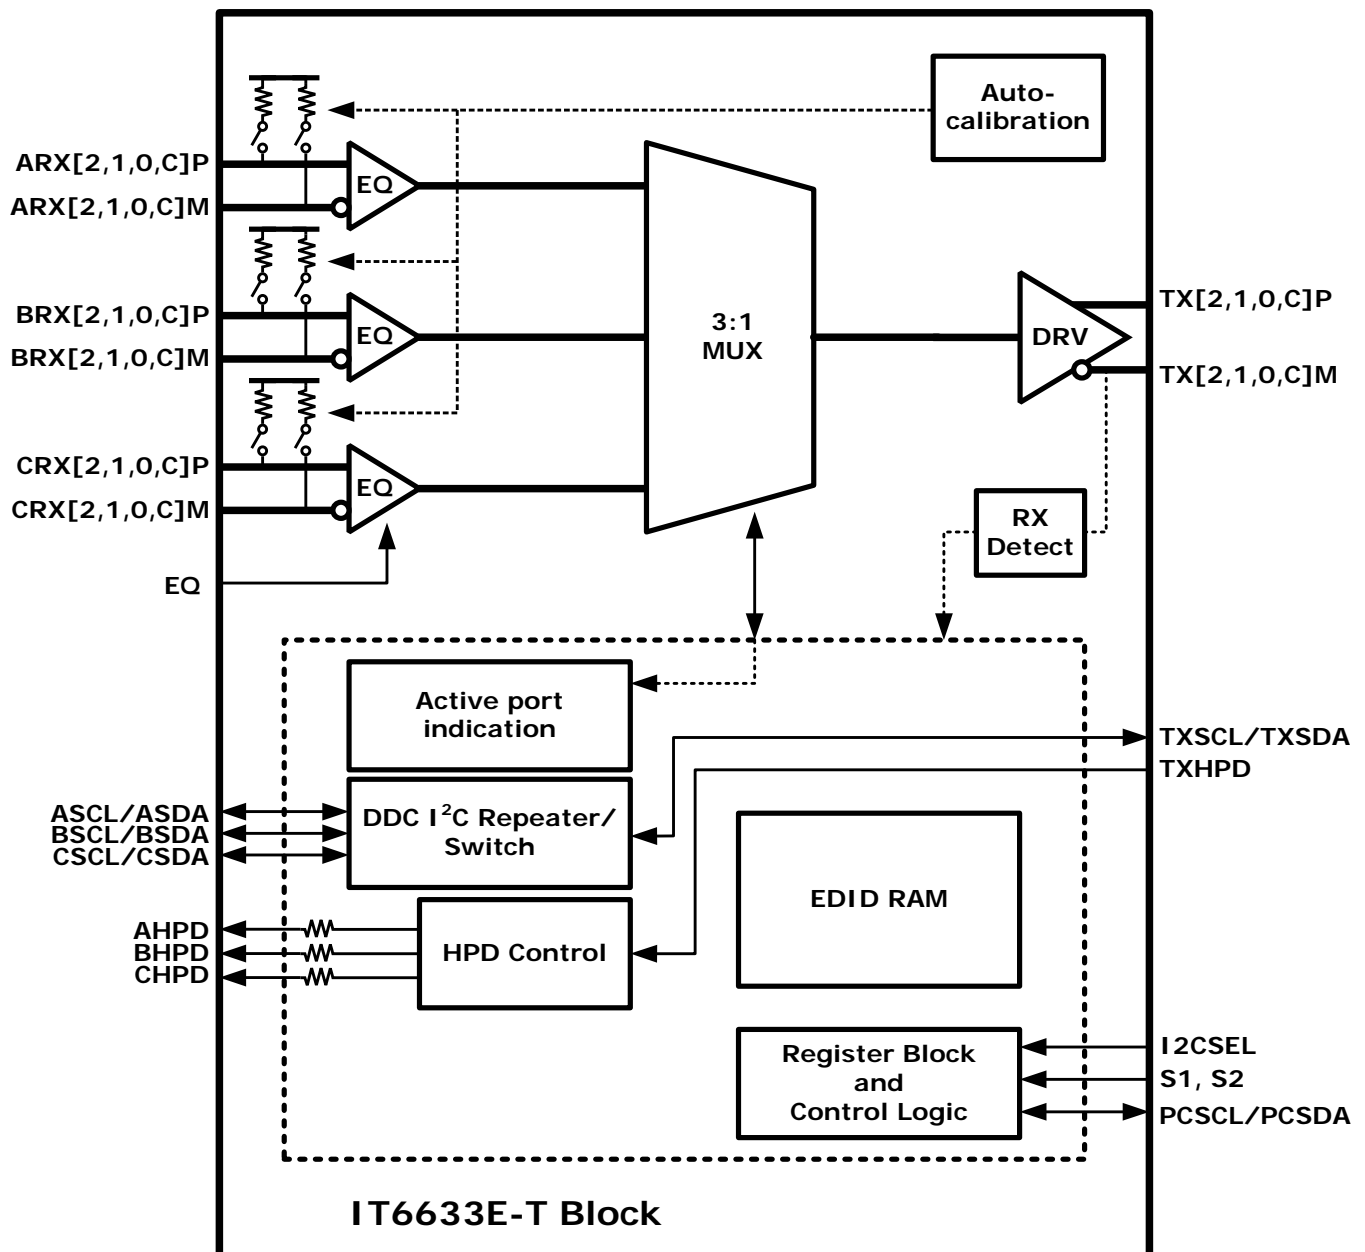 Auto-
calibration
ARX[2,1,0,C]P
ARX[2,1,0,C]M
EQ
BRX[2,1,0,C]P
BRX[2,1,0,C]M
EQ
3:1
MUX
DRV
TX[2,1,0,C]P
TX[2,1,0,C]M
CRX[2,1,0,C]P
CRX[2,1,0,C]M
EQ
RX
Detect
EQ
Active port
indication
TXSCL/TXSDA
TXHPD
ASCL/ASDA
BSCL/BSDA
CSCL/CSDA
DDC I²C Repeater/
Switch
EDID RAM
AHPD
BHPD
CHPD
HPD Control
Register Block
and
Control Logic
I2CSEL
S1, S2
PCSCL/PCSDA
IT6633E-T Block